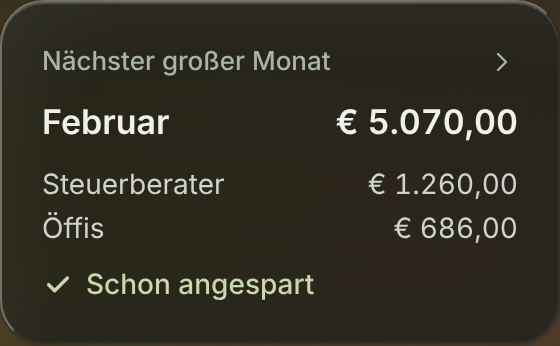 Nächster großer Monat
Februar € 5.070,00
Steuerberater € 1.260,00
Öffis € 686,00
Schon angespart